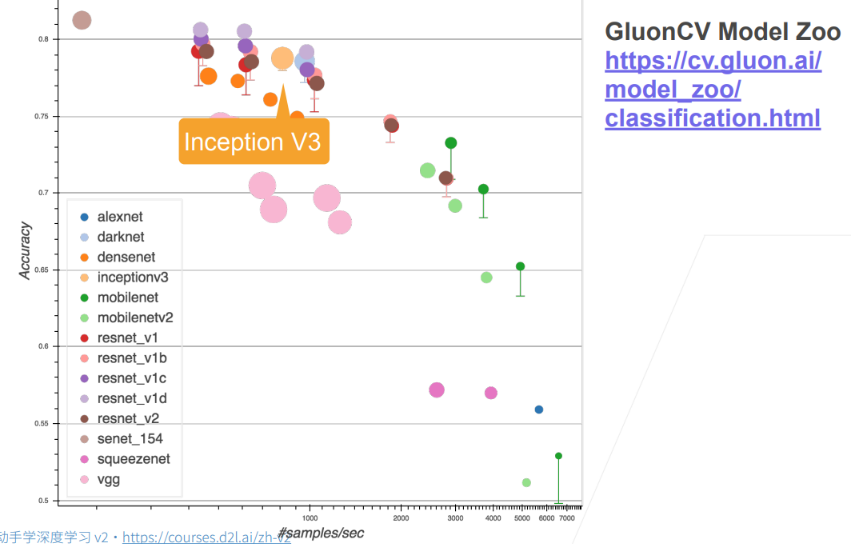 GluonCV Model Zoo
https://cv.gluon.ai/
model_zoo/
classification.html
Inception V3
Accuracy
0.8
0.75
0.7
0.65
0.6
0.55
0.5
alexnet
darknet
densenet
inceptionv3
mobilenet
mobilenetv2
resnet_v1
resnet_v1b
resnet_v1c
resnet_v1d
resnet_v2
senet_154
squeezenet
vgg
1000
2000
3000
4000
5000
6000
7000
#samples/sec
动手学深度学习 v2 · https://courses.d2l.ai/zh-v2